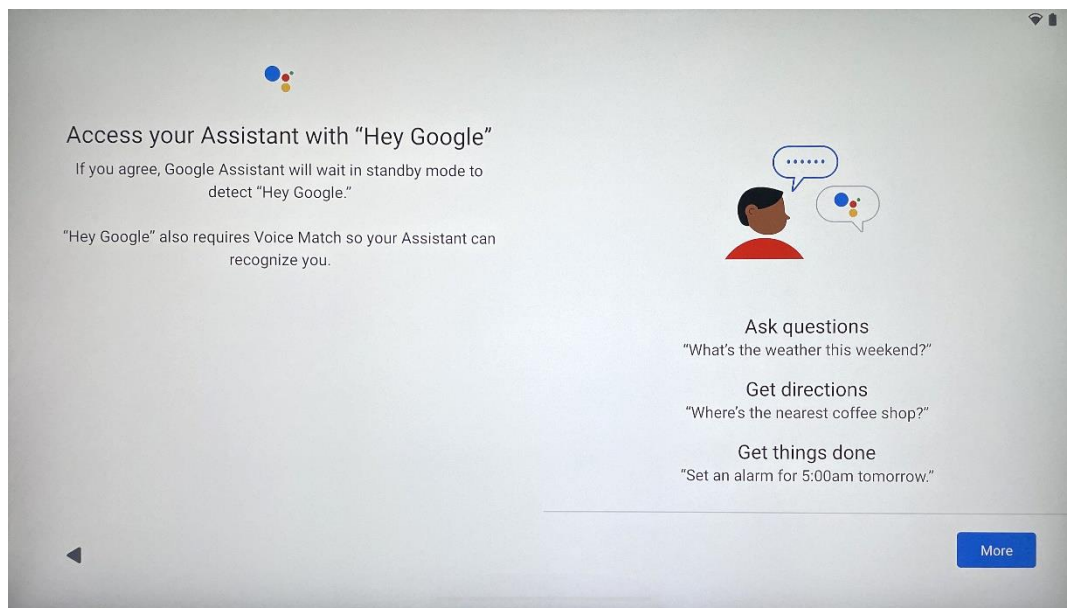 Access your Assistant with “Hey Google”
If you agree, Google Assistant will wait in standby mode to
detect “Hey Google.”
“Hey Google” also requires Voice Match so your Assistant can
recognize you.
Ask questions
“What’s the weather this weekend?”
Get directions
“Where’s the nearest coffee shop?”
Get things done
“Set an alarm for 5:00am tomorrow.”
More